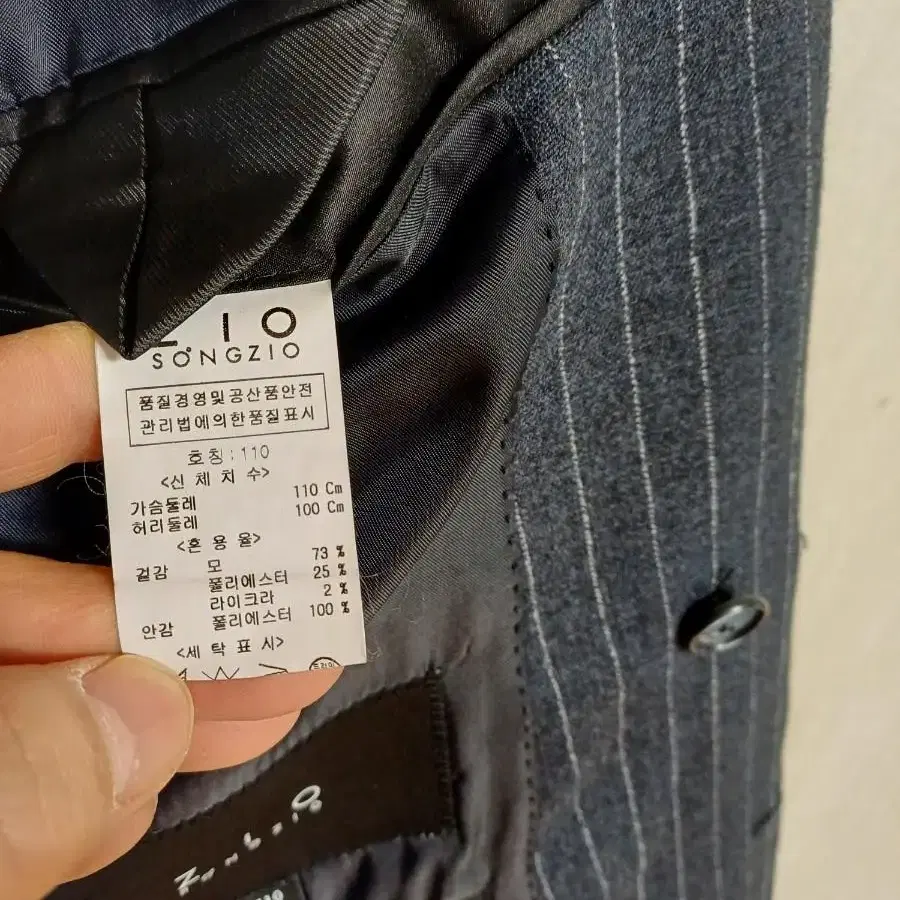 ZIO
SONGZIO
품질경영및공산품안전
관리법에의한품질표시
호칭 : 110
<신 체 치 수>
가슴둘레 110 Cm
허리둘레 100 Cm
<혼 용 율>
겉감 모 73 %
폴리에스터 25 %
라이크라 2 %
안감 폴리에스터 100 %
<세 탁 표 시>